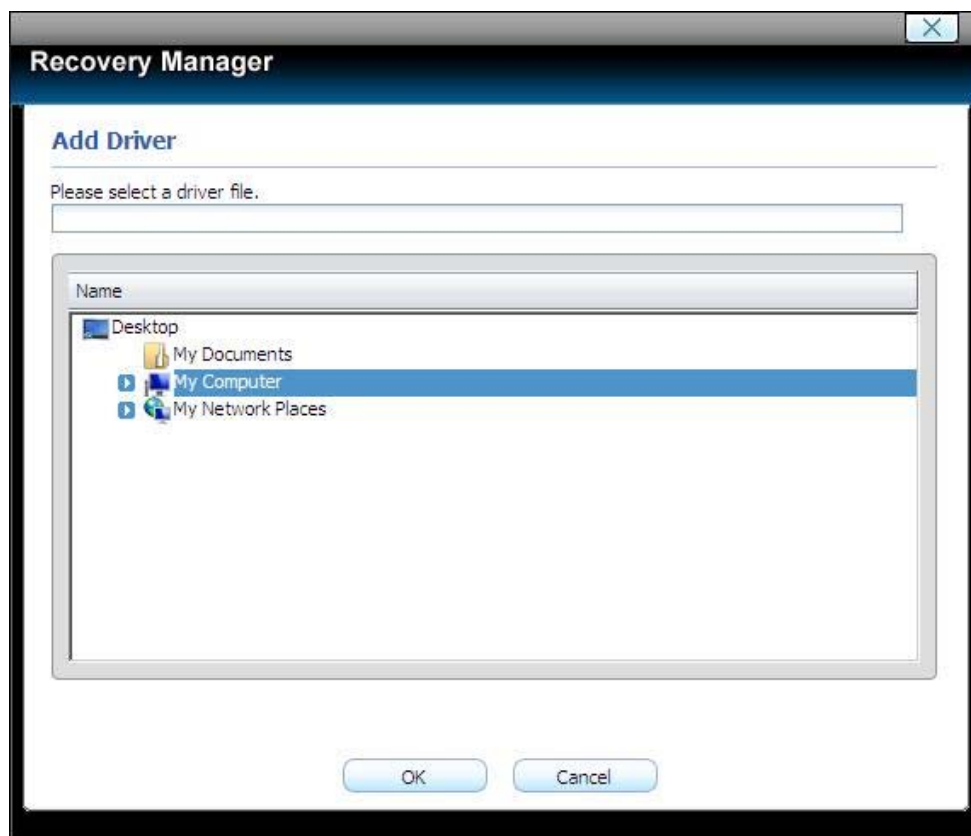 Recovery Manager
Add Driver
Please select a driver file.
Name
Desktop
My Documents
My Computer
My Network Places
OK
Cancel